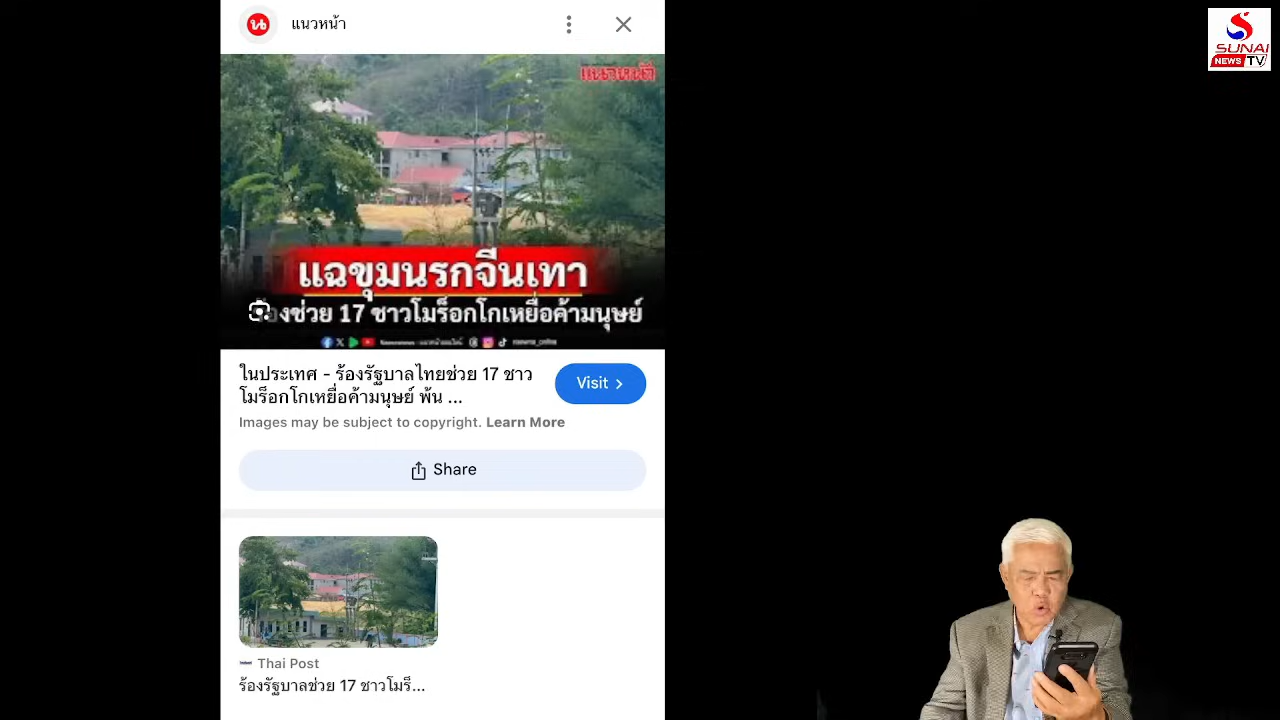 แนวหน้า
SUNAI
NEWS TV
แนวหน้า
แฉขุมนรกจีนเทา
งช่วย 17 ชาวโมร็อกโกเหยื่อค้ามนุษย์
ในประเทศ - ร้องรัฐบาลไทยช่วย 17 ชาว
โมร็อกโกเหยื่อค้ามนุษย์ พ้น ...
Visit
Images may be subject to copyright. Learn More
Share
Thai Post
ร้องรัฐบาลช่วย 17 ชาวโมร็...